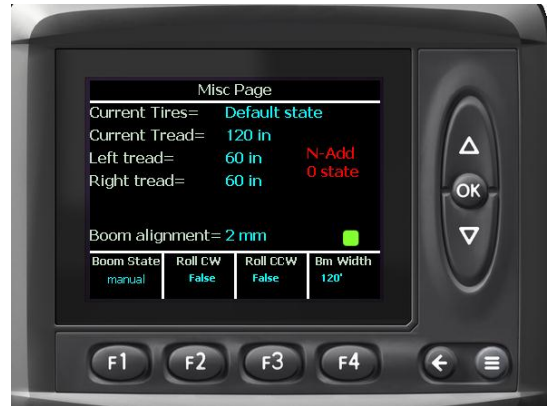 Misc Page
Current Tires= Default state
Current Tread= 120 in
Left tread= 60 in
N-Add
Right tread= 60 in
0 state
Boom alignment= 2 mm
Boom State Roll CW Roll CCW Bm Width
manual False False 120'
OK
F1 F2 F3 F4